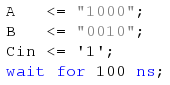 A   <= "1000";
B   <= "0010";
Cin <= '1';
wait for 100 ns;